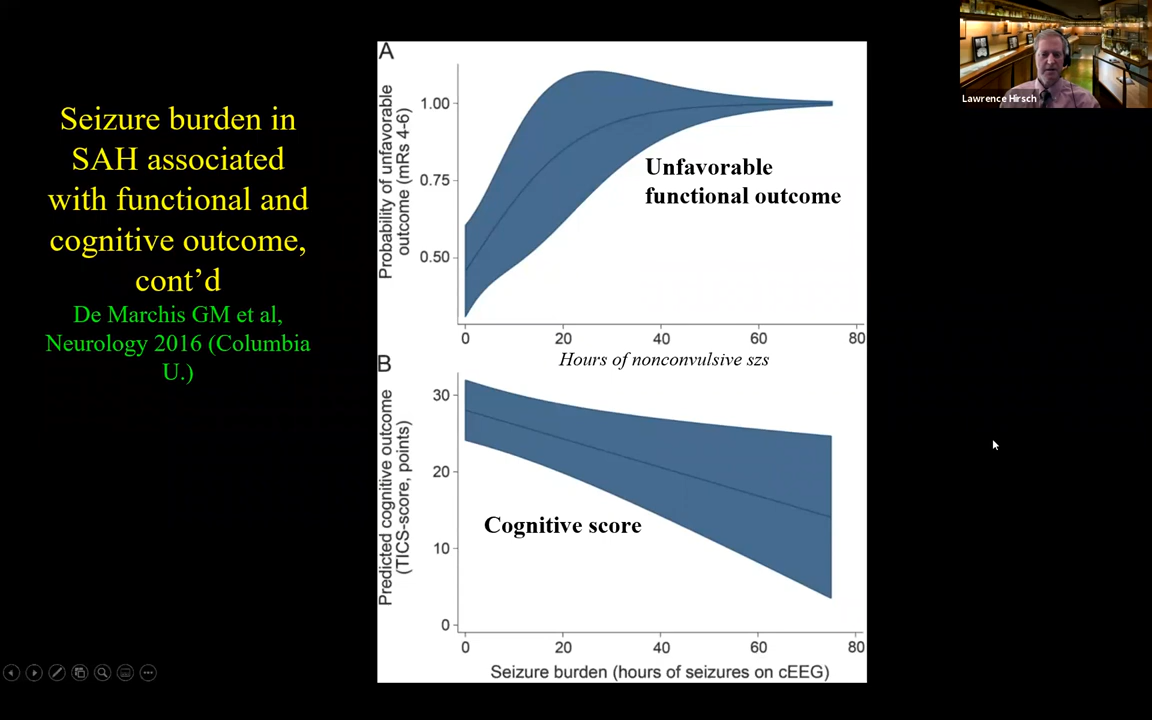 Seizure burden in
SAH associated
with functional and
cognitive outcome,
cont’d
De Marchis GM et al,
Neurology 2016 (Columbia
U.)
A
Probability of unfavorable
outcome (mRs 4-6)
1.00
0.75
0.50
Unfavorable
functional outcome
0 20 40 60 80
Hours of nonconvulsive szs
B
Predicted cognitive outcome
(TICS-score, points)
30
20
10
0
Cognitive score
0 20 40 60 80
Seizure burden (hours of seizures on cEEG)
Lawrence Hirsch